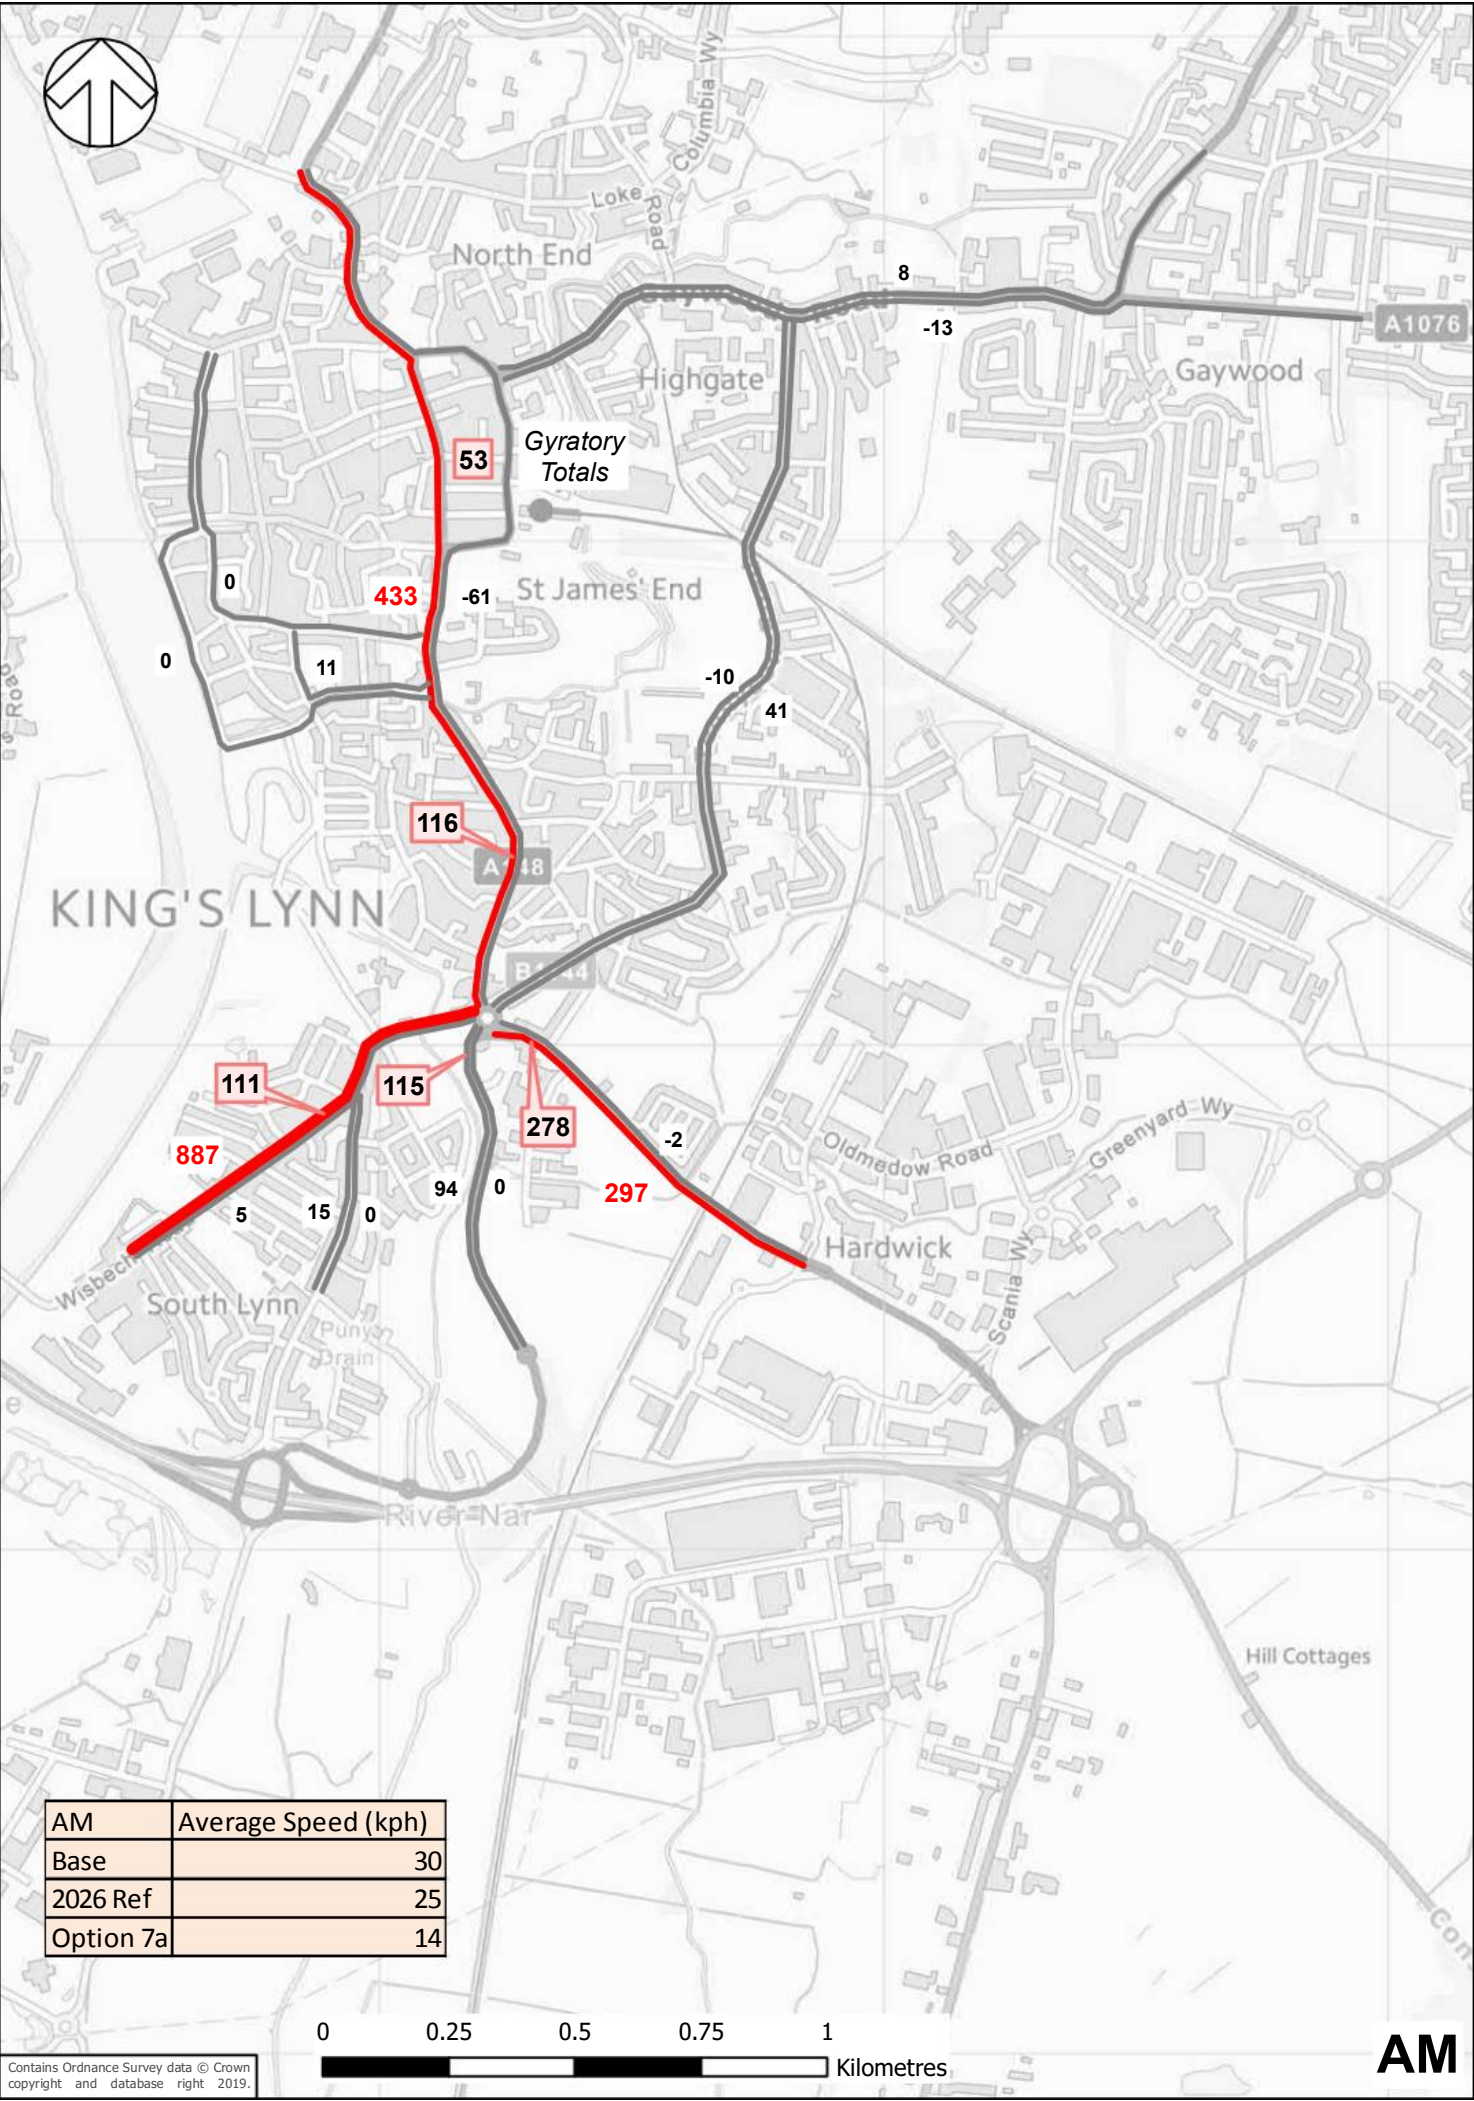 Columbia Wy
Loke Road
North End
8
-13
A1076
Highgate
Gaywood
53
Gyratory
Totals
0
433
-61
St James' End
0
11
-10
41
116
A148
KING'S LYNN
111
115
278
887
-2
Oldmedow Road
Greenyard Wy
94
0
297
5
15
0
Hardwick
Wisbech
South Lynn
Scania Wy
Puny
Drain
River Nar
Hill Cottages
AM Average Speed (kph)
Base 30
2026 Ref 25
Option 7a 14
0 0.25 0.5 0.75 1
Kilometres
AM
Contains Ordnance Survey data © Crown
copyright and database right 2019.